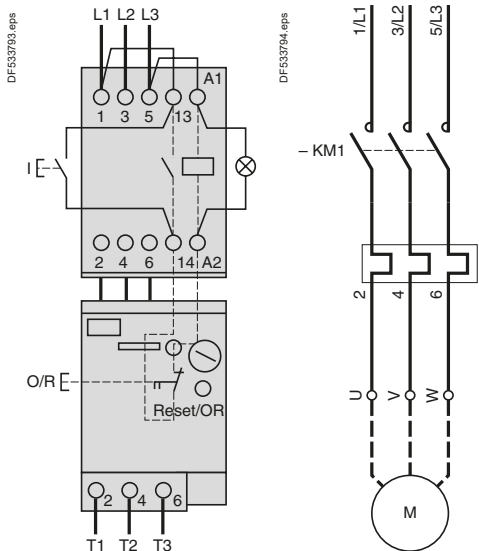 DF533793.eps
L1 L2 L3
A1
1 3 5 13
I
2 4 6 14 A2
O/R
Reset/OR
2 4 6
T1 T2 T3
DF533794.eps
1/L1 3/L2 5/L3
– KM1
2 4 6
U V W
M